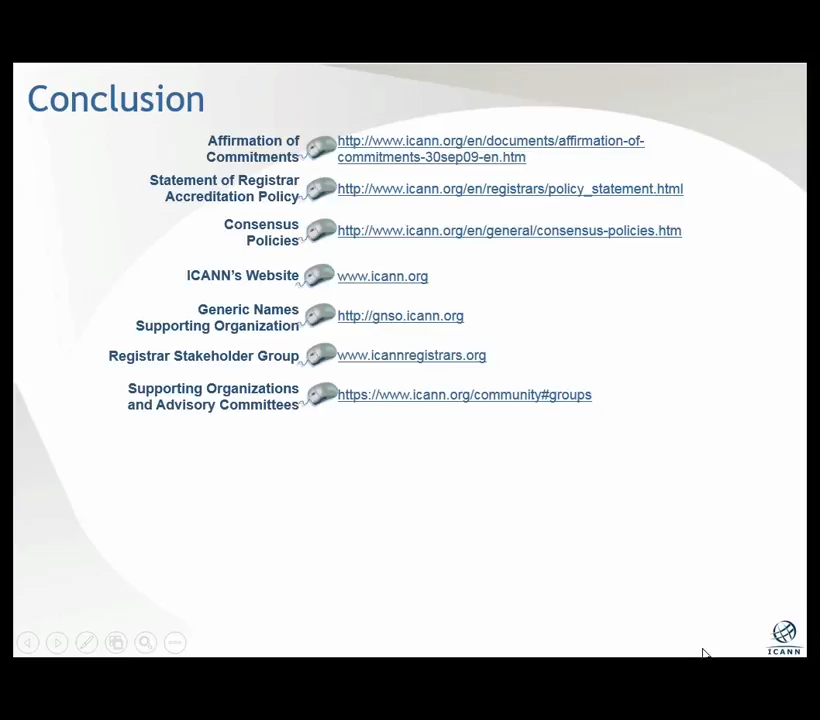 Conclusion
Affirmation of
Commitments
http://www.icann.org/en/documents/affirmation-of-
commitments-30sep09-en.htm
Statement of Registrar
Accreditation Policy
http://www.icann.org/en/registrars/policy_statement.html
Consensus
Policies
http://www.icann.org/en/general/consensus-policies.htm
ICANN's Website
www.icann.org
Generic Names
Supporting Organization
http://gnso.icann.org
Registrar Stakeholder Group
www.icannregistrars.org
Supporting Organizations
and Advisory Committees
https://www.icann.org/community#groups
ICANN